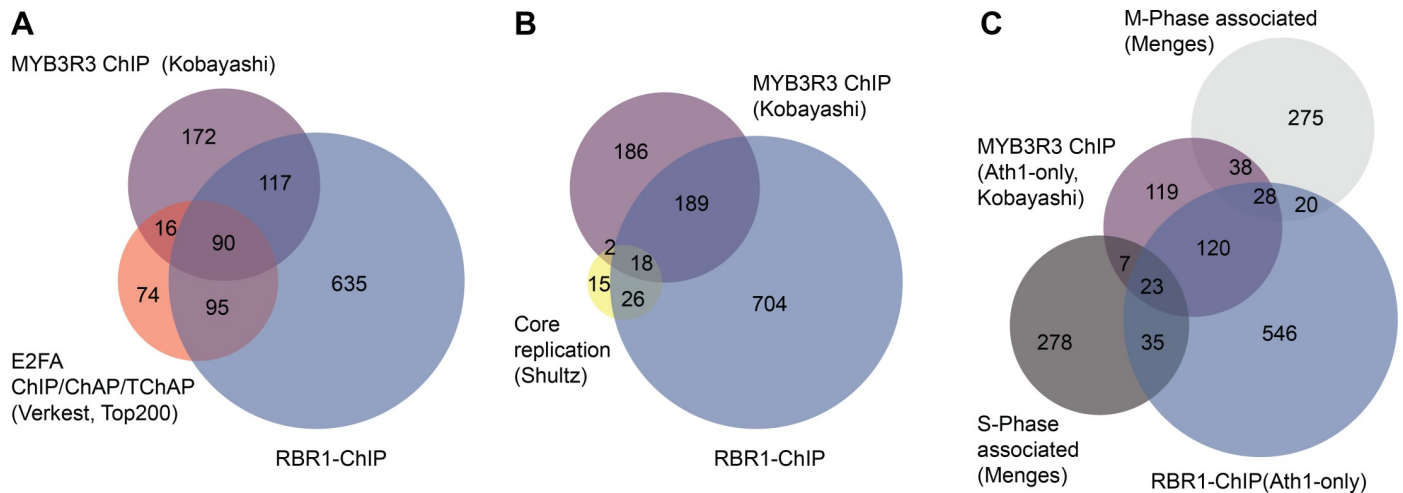 A
MYB3R3 ChIP (Kobayashi)
172
117
16
90
74
95
635
E2FA
ChIP/ChAP/TChAP
(Verkest, Top200)
RBR1-ChIP
B
MYB3R3 ChIP
(Kobayashi)
186
189
2
18
15
26
704
Core
replication
(Shultz)
RBR1-ChIP
C
M-Phase associated
(Menges)
275
MYB3R3 ChIP
(Ath1-only,
Kobayashi)
38
119
28
20
120
7
23
278
35
546
S-Phase
associated
(Menges)
RBR1-ChIP(Ath1-only)